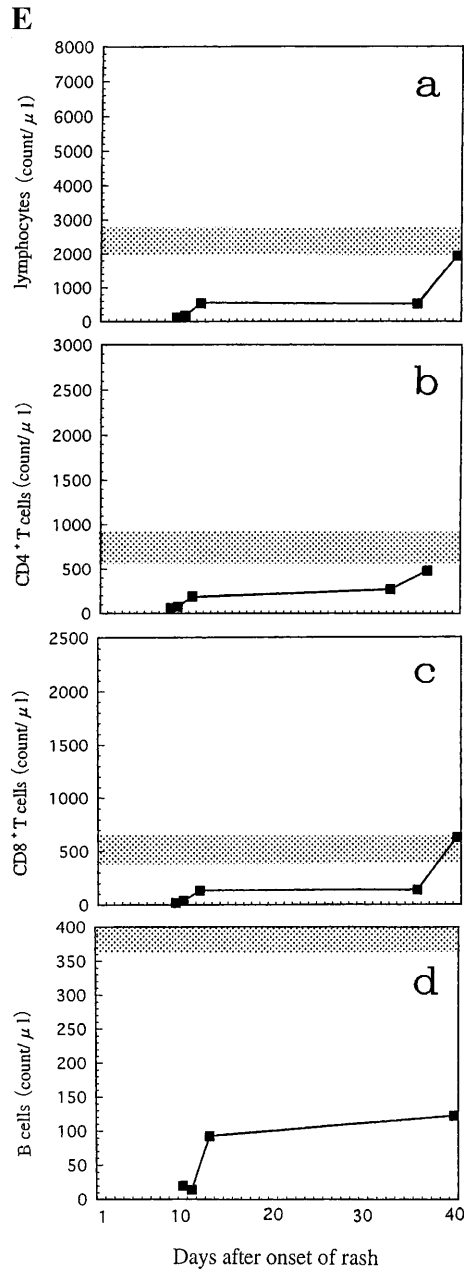 E
lymphocytes (count/μl)
8000
7000
6000
5000
4000
3000
2000
1000
0
a
CD4⁺T cells (count/μl)
3000
2500
2000
1500
1000
500
0
b
CD8⁺T cells (count/μl)
2500
2000
1500
1000
500
0
c
B cells (count/μl)
400
350
300
250
200
150
100
50
0
d
1 10 20 30 40
Days after onset of rash